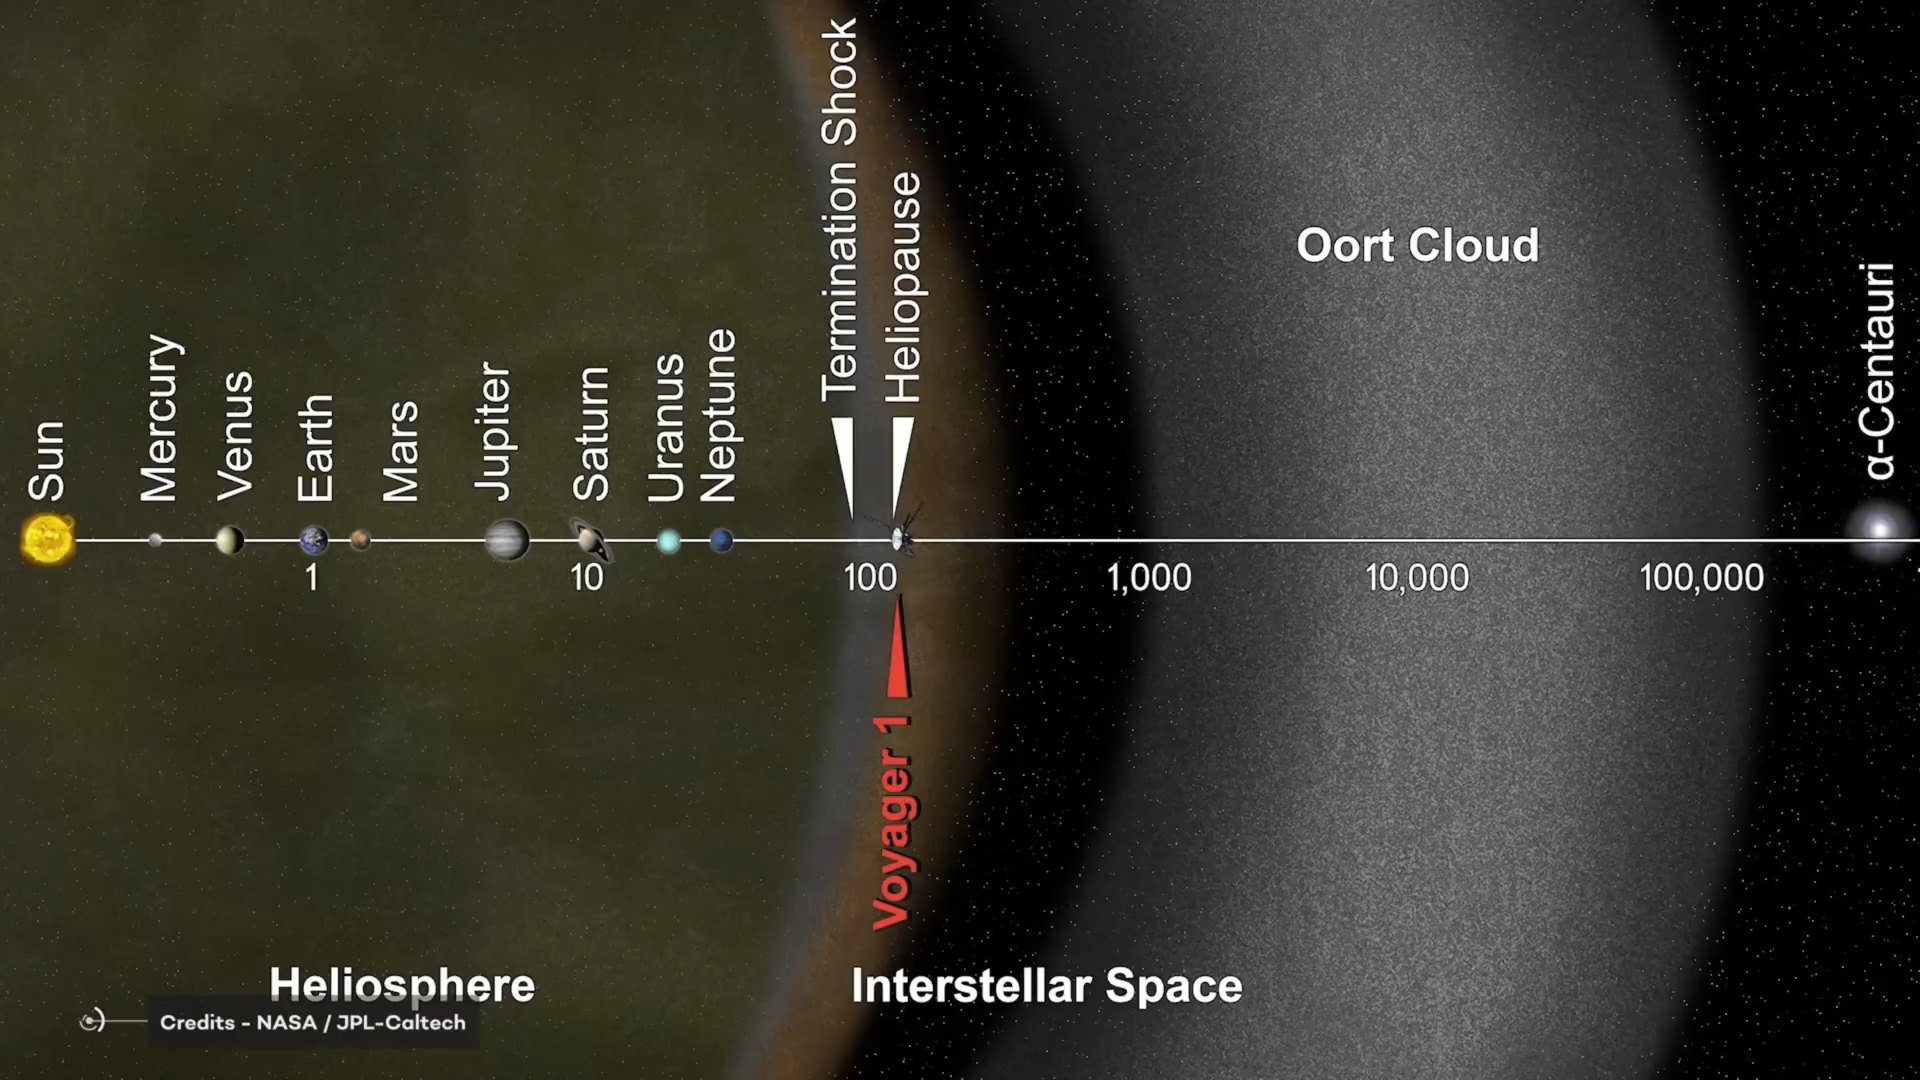 Sun
Mercury
Venus
Earth
Mars
Jupiter
Saturn
Uranus
Neptune
Termination Shock
Heliopause
Oort Cloud
α-Centauri
1
10
100
1,000
10,000
100,000
Voyager 1
Heliosphere
Interstellar Space
Credits - NASA / JPL-Caltech